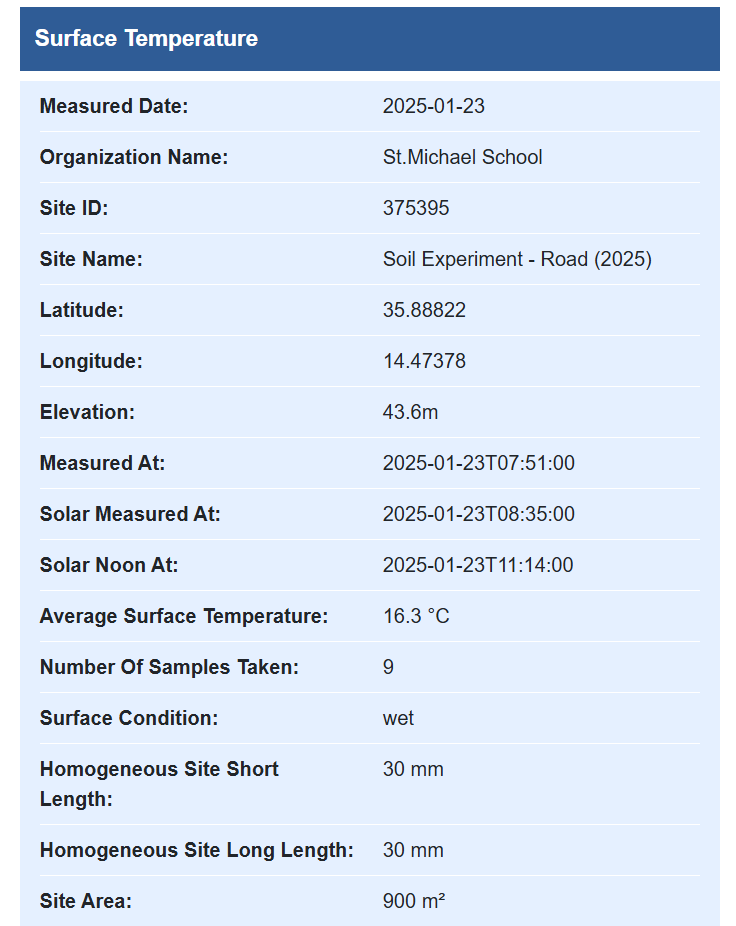 Surface Temperature
Measured Date: 2025-01-23
Organization Name: St.Michael School
Site ID: 375395
Site Name: Soil Experiment - Road (2025)
Latitude: 35.88822
Longitude: 14.47378
Elevation: 43.6m
Measured At: 2025-01-23T07:51:00
Solar Measured At: 2025-01-23T08:35:00
Solar Noon At: 2025-01-23T11:14:00
Average Surface Temperature: 16.3 °C
Number Of Samples Taken: 9
Surface Condition: wet
Homogeneous Site Short 30 mm
Length:
Homogeneous Site Long Length: 30 mm
Site Area: 900 m²